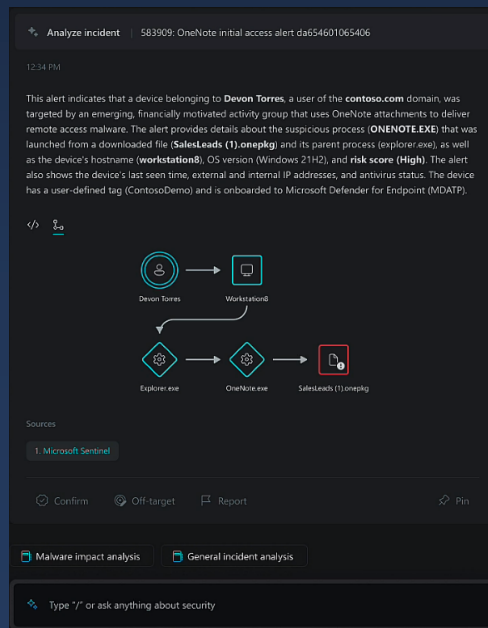 Analyze incident | 583909: OneNote initial access alert da654601065406
12:34 PM
This alert indicates that a device belonging to Devon Torres, a user of the contoso.com domain, was
targeted by an emerging, financially motivated activity group that uses OneNote attachments to deliver
remote access malware. The alert provides details about the suspicious process (ONENOTE.EXE) that was
launched from a downloaded file (SalesLeads (1).onepkg) and its parent process (explorer.exe), as well
as the device's hostname (workstation8), OS version (Windows 21H2), and risk score (High). The alert
also shows the device's last seen time, external and internal IP addresses, and antivirus status. The device
has a user-defined tag (ContosoDemo) and is onboarded to Microsoft Defender for Endpoint (MDATP).
Devon Torres
Workstation8
Explorer.exe
OneNote.exe
SalesLeads (1).onepkg
Sources
1. Microsoft Sentinel
Confirm
Off-target
Report
Pin
Malware impact analysis
General incident analysis
Type "/" or ask anything about security